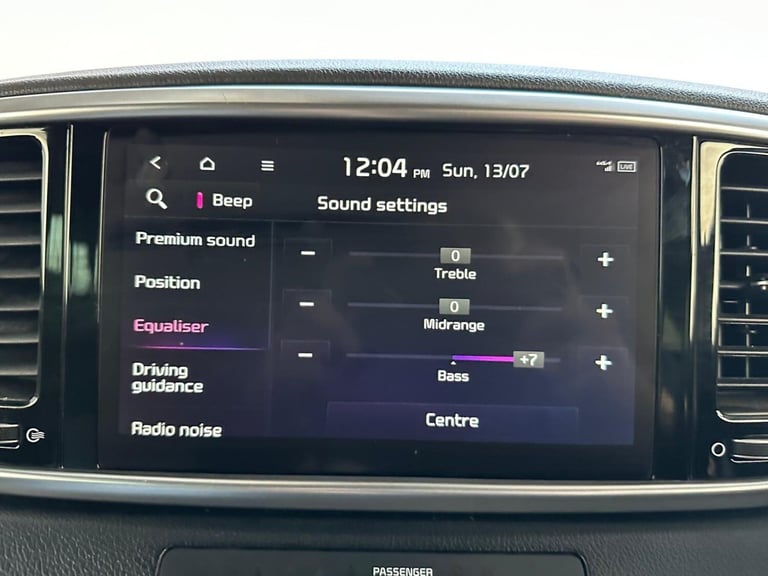 12:04 PM Sun, 13/07 LIVE
Beep
Sound settings
Premium sound
Position
Equaliser
Driving
guidance
Radio noise
- 0 +
Treble
- 0 +
Midrange
- +7 +
Bass
Centre
PASSENGER